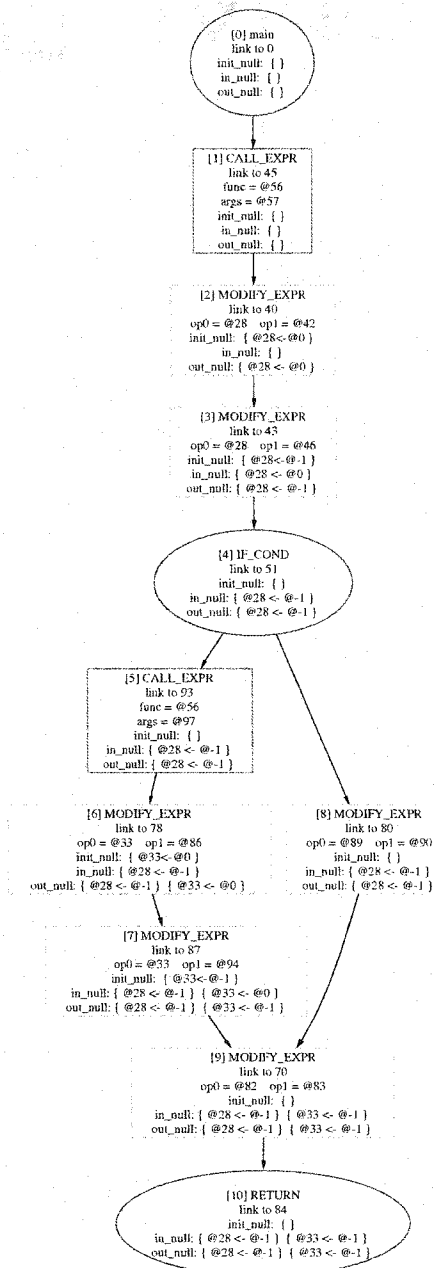 [0] main
link to 0
init_null: { }
in_null: { }
out_null: { }
[1] CALL_EXPR
link to 45
func = @56
args = @57
init_null: { }
in_null: { }
out_null: { }
[2] MODIFY_EXPR
link to 40
op0 = @28 op1 = @42
init_null: { @28<-@0 }
in_null: { }
out_null: { @28 <- @0 }
[3] MODIFY_EXPR
link to 43
op0 = @28 op1 = @46
init_null: { @28<-@-1 }
in_null: { @28 <- @0 }
out_null: { @28 <- @-1 }
[4] IF_COND
link to 51
init_null: { }
in_null: { @28 <- @-1 }
out_null: { @28 <- @-1 }
[5] CALL_EXPR
link to 93
func = @56
args = @97
init_null: { }
in_null: { @28 <- @-1 }
out_null: { @28 <- @-1 }
[6] MODIFY_EXPR
link to 78
op0 = @33 op1 = @86
init_null: { @33<-@0 }
in_null: { @28 <- @-1 }
out_null: { @28 <- @-1 } { @33 <- @0 }
[8] MODIFY_EXPR
link to 80
op0 = @89 op1 = @90
init_null: { }
in_null: { @28 <- @-1 }
out_null: { @28 <- @-1 }
[7] MODIFY_EXPR
link to 87
op0 = @33 op1 = @94
init_null: { @33<-@-1 }
in_null: { @28 <- @-1 } { @33 <- @0 }
out_null: { @28 <- @-1 } { @33 <- @-1 }
[9] MODIFY_EXPR
link to 70
op0 = @82 op1 = @83
init_null: { }
in_null: { @28 <- @-1 } { @33 <- @-1 }
out_null: { @28 <- @-1 } { @33 <- @-1 }
[10] RETURN
link to 84
init_null: { }
in_null: { @28 <- @-1 } { @33 <- @-1 }
out_null: { @28 <- @-1 } { @33 <- @-1 }